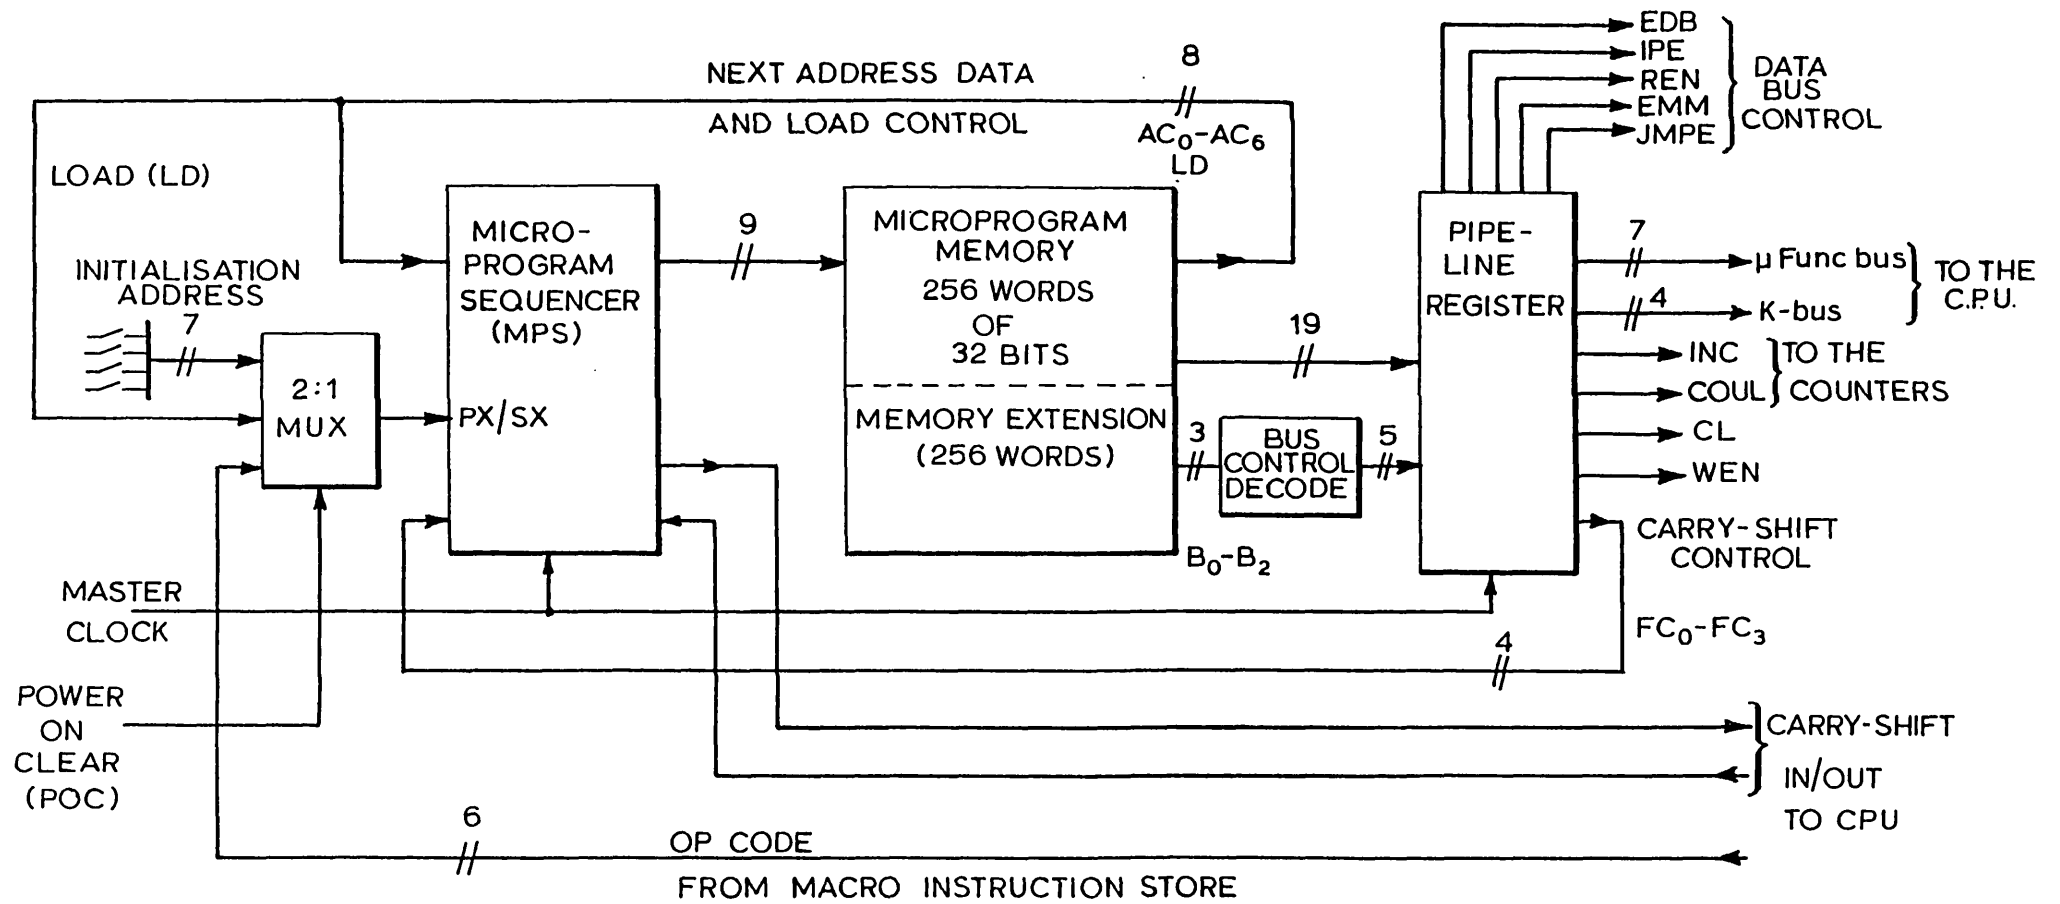 EDB
IPE
REN
EMM
JMPE
DATA
BUS
CONTROL
8
NEXT ADDRESS DATA
AND LOAD CONTROL
AC0-AC6
LD
LOAD (LD)
INITIALISATION
ADDRESS
7
2:1
MUX
MICRO-
PROGRAM
SEQUENCER
(MPS)
PX/SX
9
MICROPROGRAM
MEMORY
256 WORDS
OF
32 BITS
MEMORY EXTENSION
(256 WORDS)
19
3
BUS
CONTROL
DECODE
5
B0-B2
PIPE-
LINE
REGISTER
7
µ Func bus
4
K-bus
TO THE
C.P.U.
INC
COUL
TO THE
COUNTERS
CL
WEN
CARRY-SHIFT
CONTROL
FC0-FC3
4
MASTER
CLOCK
POWER
ON
CLEAR
(POC)
CARRY-SHIFT
IN/OUT
TO CPU
6
OP CODE
FROM MACRO INSTRUCTION STORE